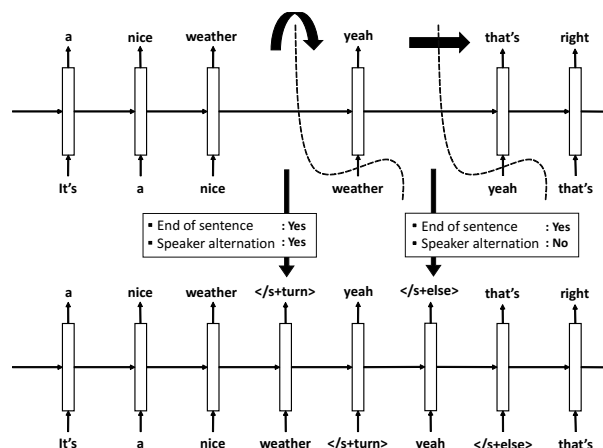 a nice weather yeah that's right
It's a nice weather yeah that's
▪ End of sentence : Yes
▪ Speaker alternation : Yes
▪ End of sentence : Yes
▪ Speaker alternation : No
a nice weather </s+turn> yeah </s+else> that's right
It's a nice weather </s+turn> yeah </s+else> that's